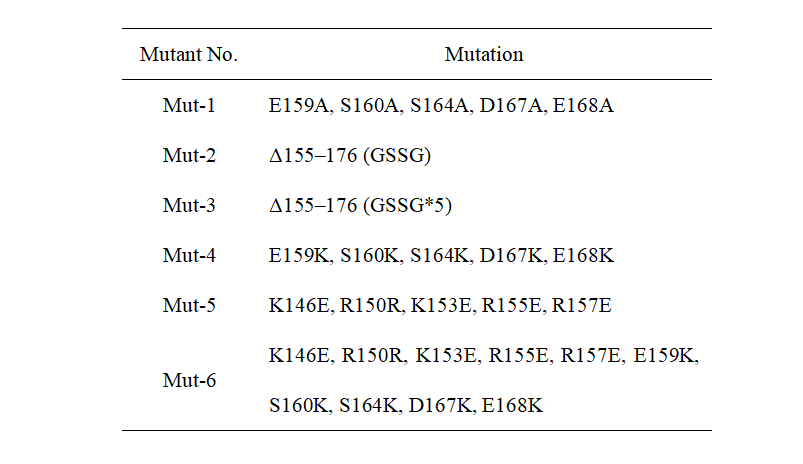 Mutant No. Mutation
Mut-1 E159A, S160A, S164A, D167A, E168A
Mut-2 Δ155–176 (GSSG)
Mut-3 Δ155–176 (GSSG*5)
Mut-4 E159K, S160K, S164K, D167K, E168K
Mut-5 K146E, R150R, K153E, R155E, R157E
Mut-6 K146E, R150R, K153E, R155E, R157E, E159K,
S160K, S164K, D167K, E168K